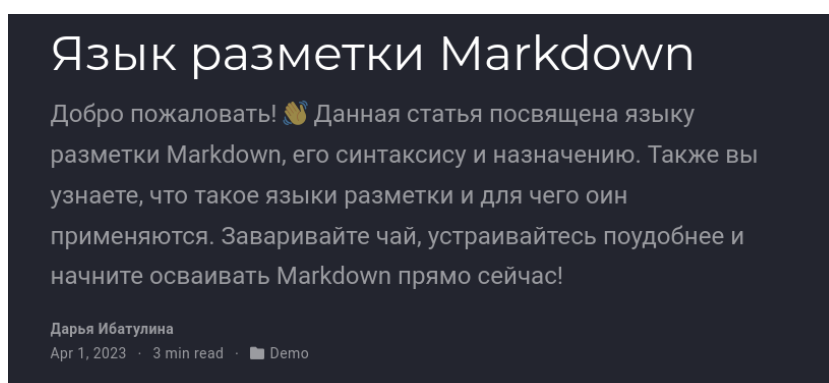 Язык разметки Markdown
Добро пожаловать! 👋 Данная статья посвящена языку
разметки Markdown, его синтаксису и назначению. Также вы
узнаете, что такое языки разметки и для чего оин
применяются. Заваривайте чай, устраивайтесь поудобнее и
начните осваивать Markdown прямо сейчас!
Дарья Ибатулина
Apr 1, 2023 · 3 min read · Demo